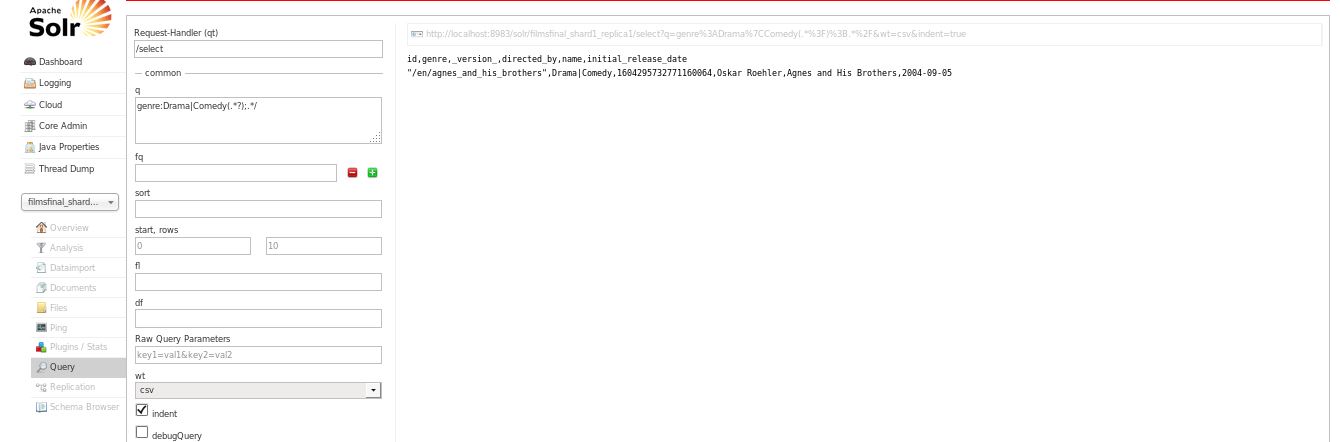 Apache
Solr
Dashboard
Logging
Cloud
Core Admin
Java Properties
Thread Dump
filmsfinal_shard...
Overview
Analysis
Dataimport
Documents
Files
Ping
Plugins / Stats
Query
Replication
Schema Browser
Request-Handler (qt)
/select
common
q
genre:Drama|Comedy(.*?);.*/
fq
sort
start, rows
0 10
fl
df
Raw Query Parameters
key1=val1&key2=val2
wt
csv
indent
debugQuery
http://localhost:8983/solr/filmsfinal_shard1_replica1/select?q=genre%3ADrama%7CComedy(.*%3F)%3B.*%2F&wt=csv&indent=true
id,genre,_version_,directed_by,name,initial_release_date
"/en/agnes_and_his_brothers",Drama|Comedy,1604295732771160064,Oskar Roehler,Agnes and His Brothers,2004-09-05